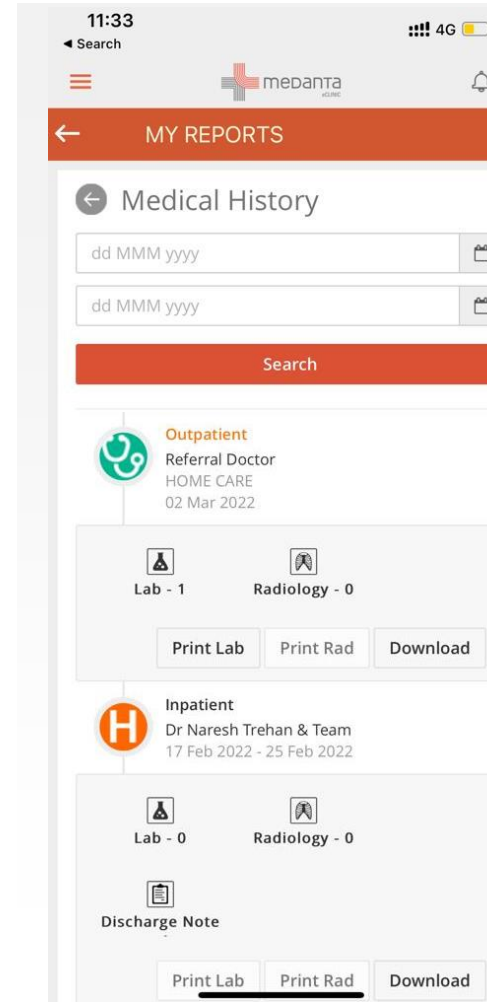 11:33
4G
◄ Search
medanta
eCLINIC
MY REPORTS
Medical History
dd MMM yyyy
dd MMM yyyy
Search
Outpatient
Referral Doctor
HOME CARE
02 Mar 2022
Lab - 1 Radiology - 0
Print Lab Print Rad Download
Inpatient
Dr Naresh Trehan & Team
17 Feb 2022 - 25 Feb 2022
Lab - 0 Radiology - 0
Discharge Note
Print Lab Print Rad Download